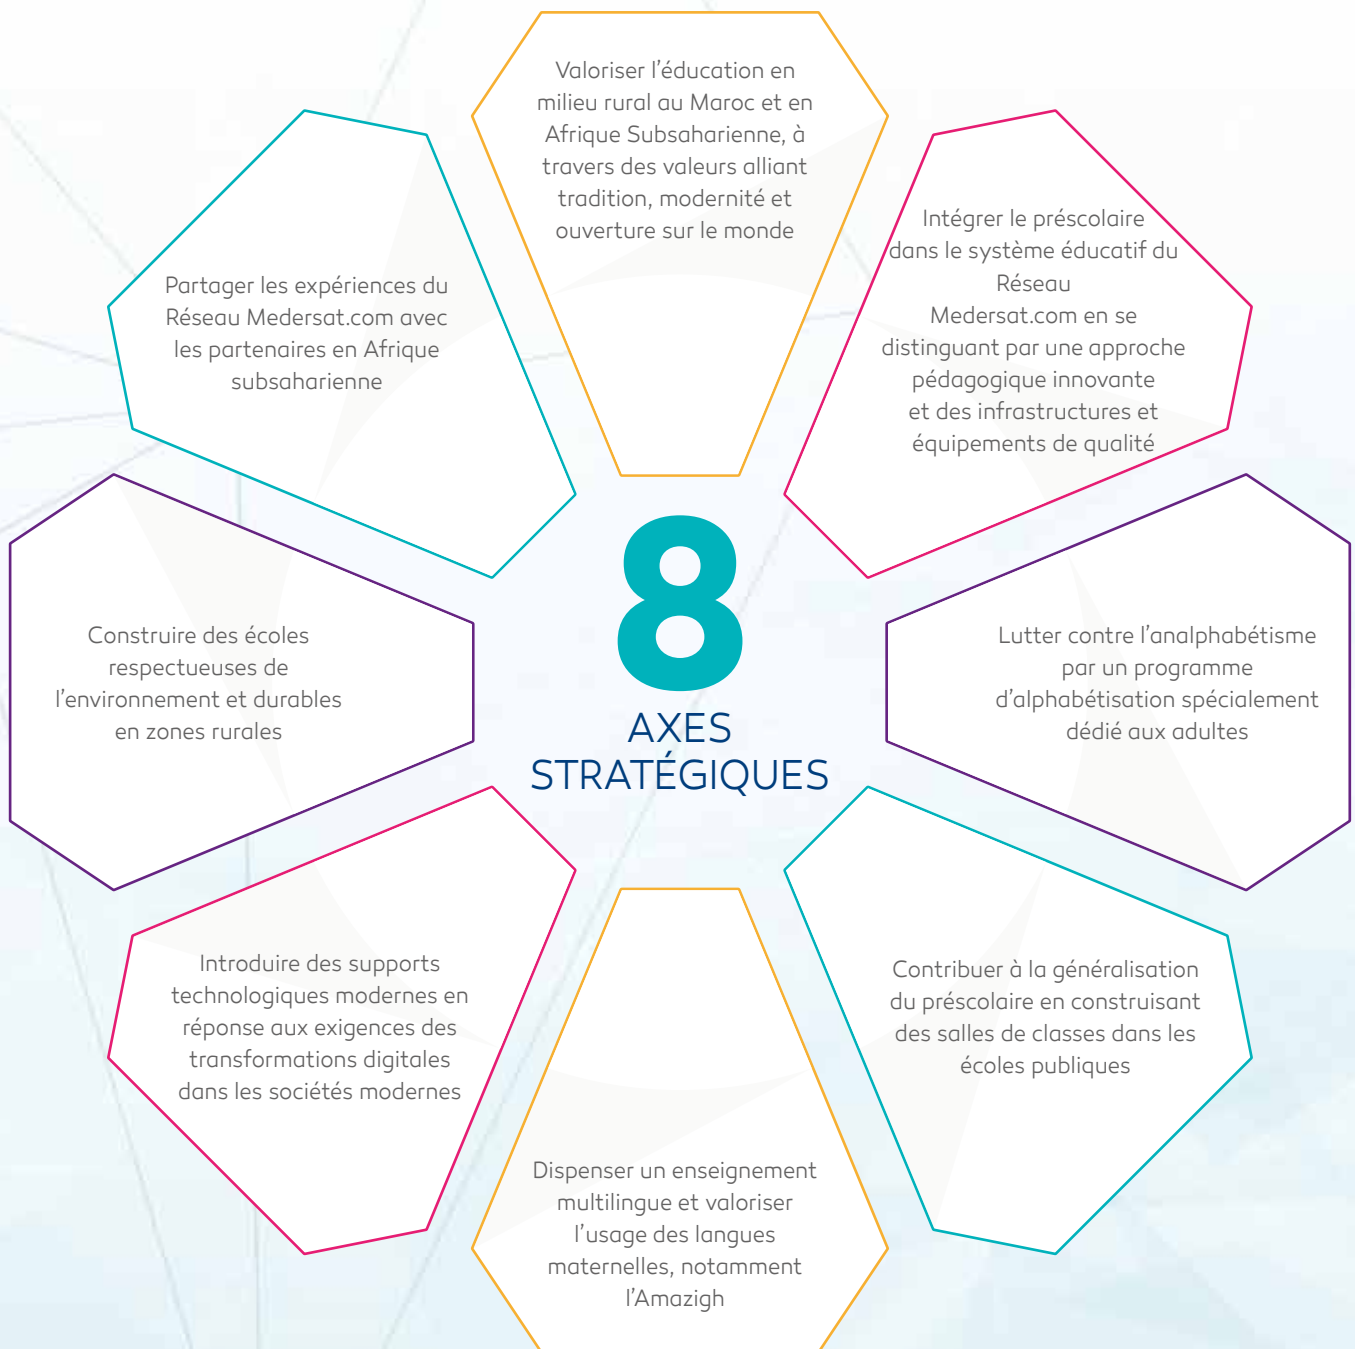 Valoriser l'éducation en
milieu rural au Maroc et en
Afrique Subsaharienne, à
travers des valeurs alliant
tradition, modernité et
ouverture sur le monde
Intégrer le préscolaire
dans le système éducatif du
Réseau
Medersat.com en se
distinguant par une approche
pédagogique innovante
et des infrastructures et
équipements de qualité
Lutter contre l'analphabétisme
par un programme
d'alphabétisation spécialement
dédié aux adultes
Contribuer à la généralisation
du préscolaire en construisant
des salles de classes dans les
écoles publiques
Dispenser un enseignement
multilingue et valoriser
l'usage des langues
maternelles, notamment
l'Amazigh
Introduire des supports
technologiques modernes en
réponse aux exigences des
transformations digitales
dans les sociétés modernes
Construire des écoles
respectueuses de
l'environnement et durables
en zones rurales
Partager les expériences du
Réseau Medersat.com avec
les partenaires en Afrique
subsaharienne
8
AXES
STRATÉGIQUES